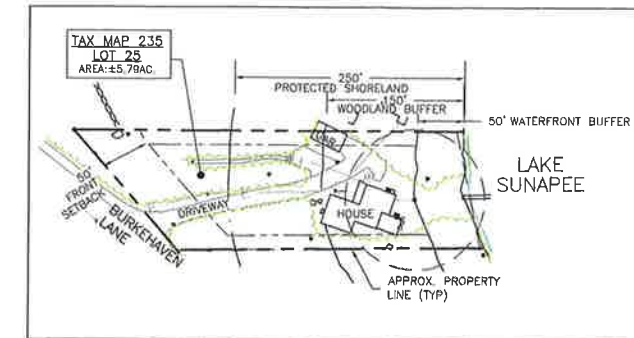 TAX MAP 235
LOT 25
AREA: ±5.79AC.
250'
PROTECTED SHORELAND
150'
WOODLAND BUFFER
50' WATERFRONT BUFFER
GAR.
LAKE
SUNAPEE
50'
FRONT
SETBACK
BURKEHAVEN
LANE
DRIVEWAY
HOUSE
APPROX. PROPERTY
LINE (TYP)